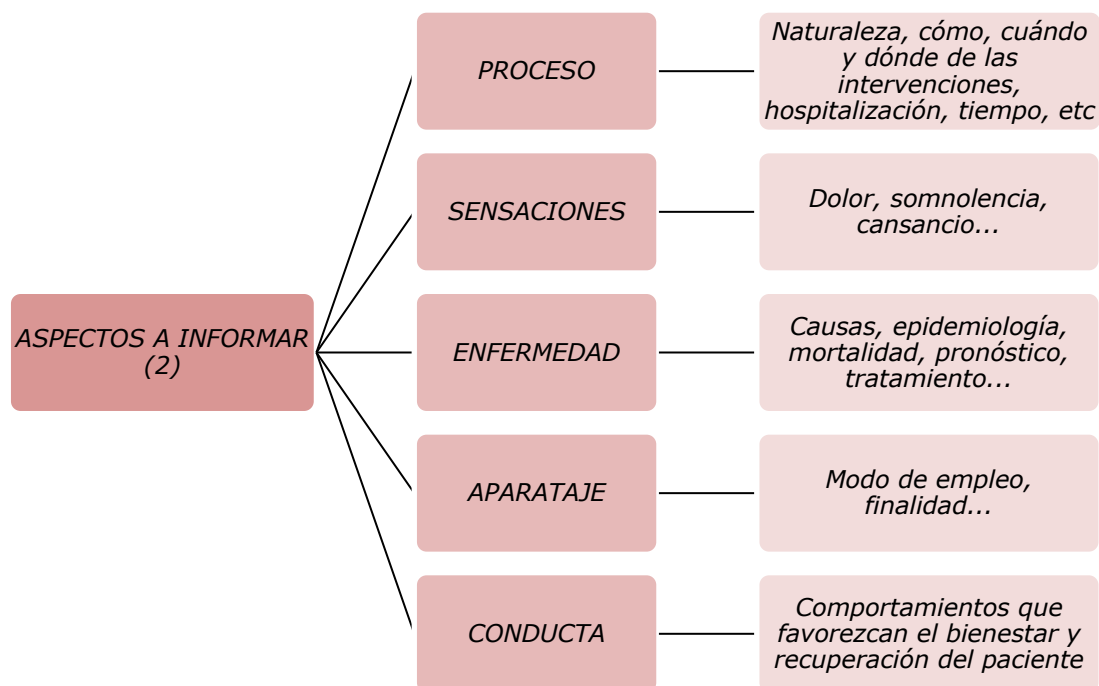 PROCESO
Naturaleza, cómo, cuándo
y dónde de las
intervenciones,
hospitalización, tiempo, etc
SENSACIONES
Dolor, somnolencia,
cansancio...
ASPECTOS A INFORMAR
(2)
ENFERMEDAD
Causas, epidemiología,
mortalidad, pronóstico,
tratamiento...
APARATAJE
Modo de empleo,
finalidad...
CONDUCTA
Comportamientos que
favorezcan el bienestar y
recuperación del paciente